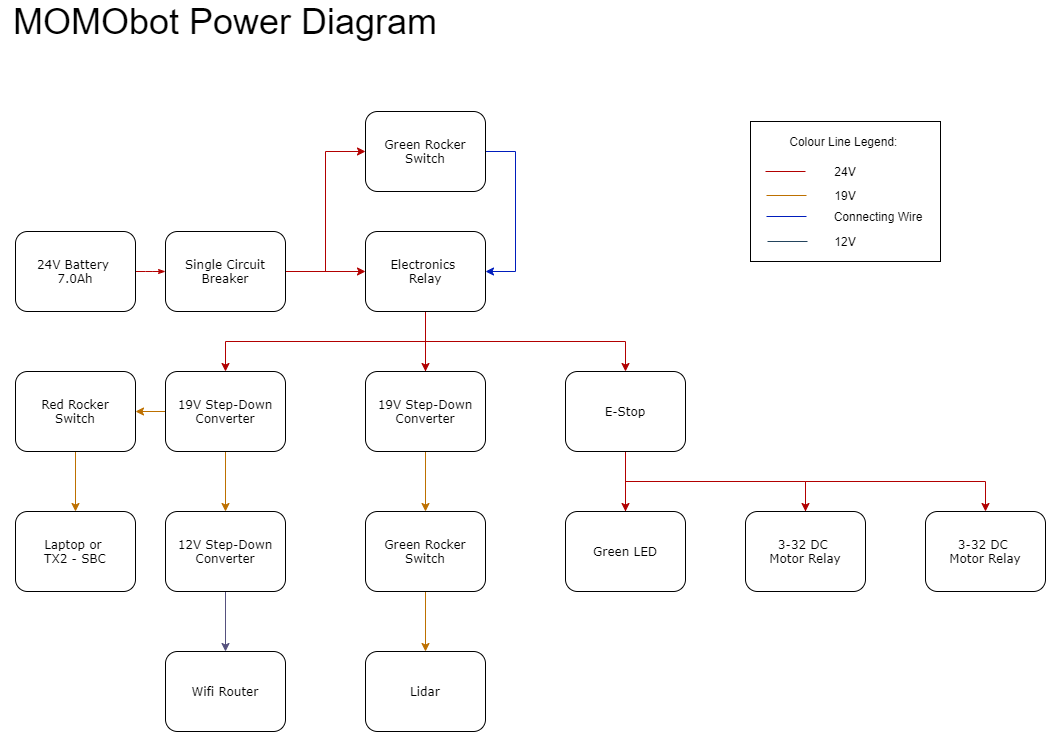 MOMObot Power Diagram
Green Rocker
Switch
Colour Line Legend:
24V
19V
Connecting Wire
12V
24V Battery
7.0Ah
Single Circuit
Breaker
Electronics
Relay
Red Rocker
Switch
19V Step-Down
Converter
19V Step-Down
Converter
E-Stop
Laptop or
TX2 - SBC
12V Step-Down
Converter
Green Rocker
Switch
Green LED
3-32 DC
Motor Relay
3-32 DC
Motor Relay
Wifi Router
Lidar